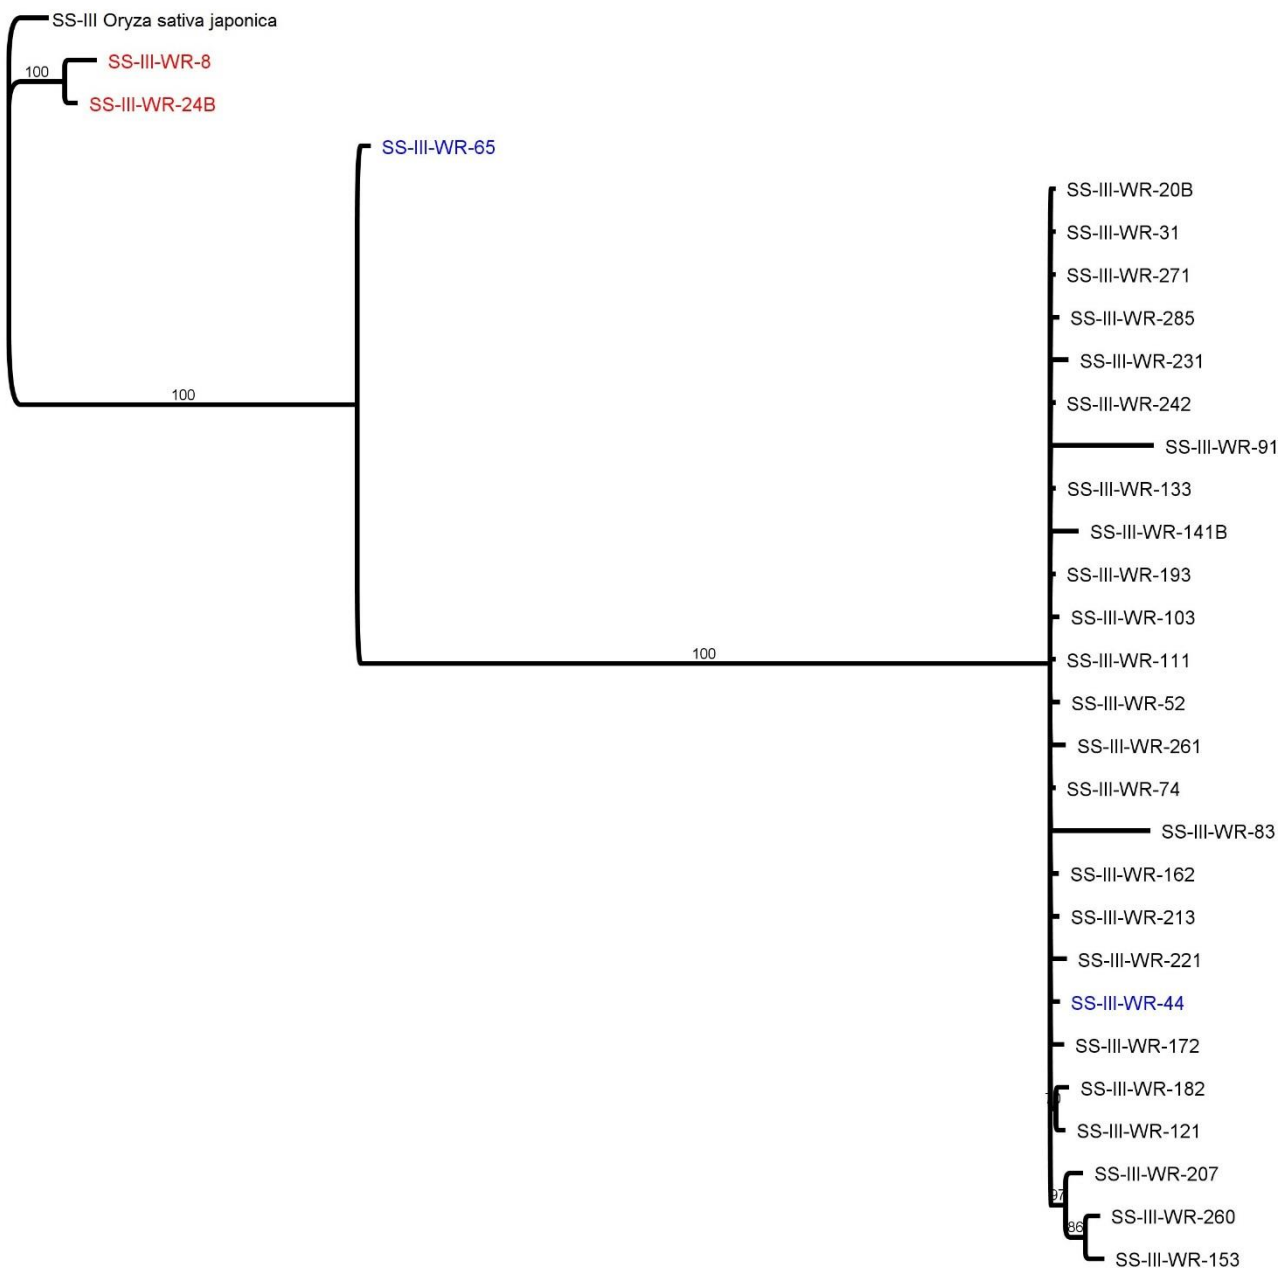 SS-III Oryza sativa japonica
SS-III-WR-8
100
SS-III-WR-24B
SS-III-WR-65
SS-III-WR-20B
SS-III-WR-31
SS-III-WR-271
SS-III-WR-285
SS-III-WR-231
100
SS-III-WR-242
SS-III-WR-91
SS-III-WR-133
SS-III-WR-141B
SS-III-WR-193
SS-III-WR-103
100
SS-III-WR-111
SS-III-WR-52
SS-III-WR-261
SS-III-WR-74
SS-III-WR-83
SS-III-WR-162
SS-III-WR-213
SS-III-WR-221
SS-III-WR-44
SS-III-WR-172
SS-III-WR-182
SS-III-WR-121
SS-III-WR-207
97
SS-III-WR-260
86
SS-III-WR-153